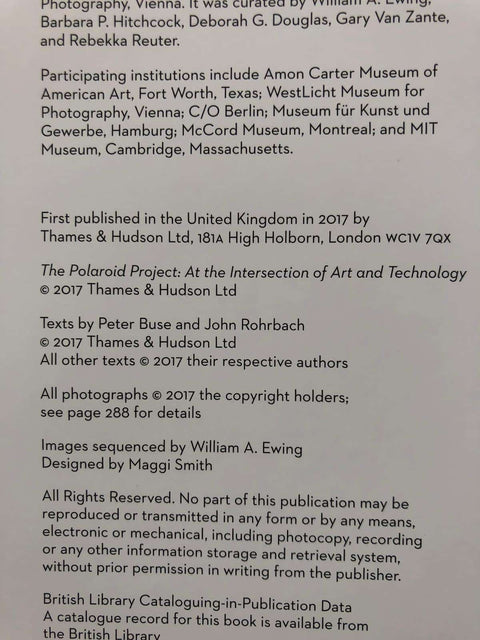 Photography, Vienna. It was curated by William A. Ewing,
Barbara P. Hitchcock, Deborah G. Douglas, Gary Van Zante,
and Rebekka Reuter.
Participating institutions include Amon Carter Museum of
American Art, Fort Worth, Texas; WestLicht Museum for
Photography, Vienna; C/O Berlin; Museum für Kunst und
Gewerbe, Hamburg; McCord Museum, Montreal; and MIT
Museum, Cambridge, Massachusetts.
First published in the United Kingdom in 2017 by
Thames & Hudson Ltd, 181A High Holborn, London WC1V 7QX
The Polaroid Project: At the Intersection of Art and Technology
© 2017 Thames & Hudson Ltd
Texts by Peter Buse and John Rohrbach
© 2017 Thames & Hudson Ltd
All other texts © 2017 their respective authors
All photographs © 2017 the copyright holders;
see page 288 for details
Images sequenced by William A. Ewing
Designed by Maggi Smith
All Rights Reserved. No part of this publication may be
reproduced or transmitted in any form or by any means,
electronic or mechanical, including photocopy, recording
or any other information storage and retrieval system,
without prior permission in writing from the publisher.
British Library Cataloguing-in-Publication Data
A catalogue record for this book is available from
the British Library